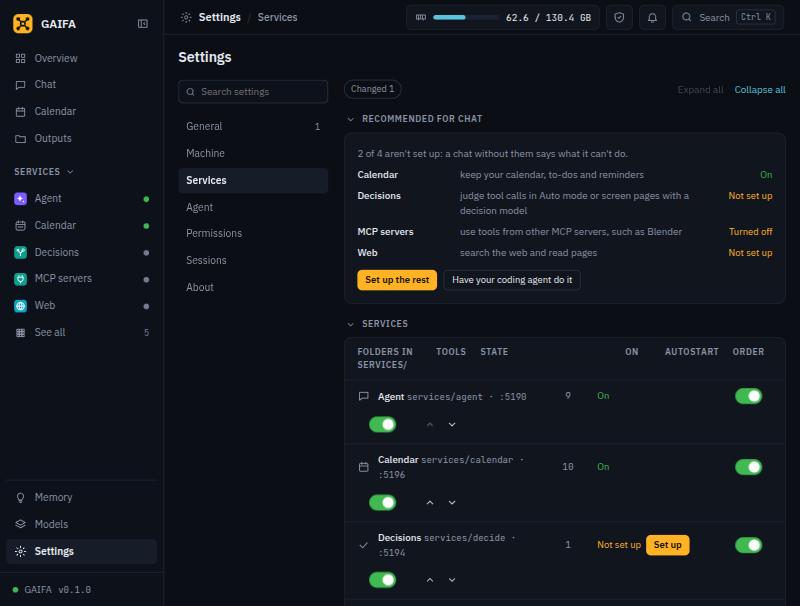 GAIFA
Overview
Chat
Calendar
Outputs
SERVICES
Agent
Calendar
Decisions
MCP servers
Web
See all 5
Memory
Models
Settings
GAIFA v0.1.0
Settings / Services
62.6 / 130.4 GB
Search Ctrl K
Settings
Search settings
General 1
Machine
Services
Agent
Permissions
Sessions
About
Changed 1
Expand all Collapse all
RECOMMENDED FOR CHAT
2 of 4 aren't set up: a chat without them says what it can't do.
Calendar keep your calendar, to-dos and reminders On
Decisions judge tool calls in Auto mode or screen pages with a Not set up
decision model
MCP servers use tools from other MCP servers, such as Blender Turned off
Web search the web and read pages Not set up
Set up the rest Have your coding agent do it
SERVICES
FOLDERS IN TOOLS STATE ON AUTOSTART ORDER
SERVICES/
Agent services/agent · :5190 9 On
Calendar services/calendar · 10 On
:5196
Decisions services/decide · 1 Not set up Set up
:5194